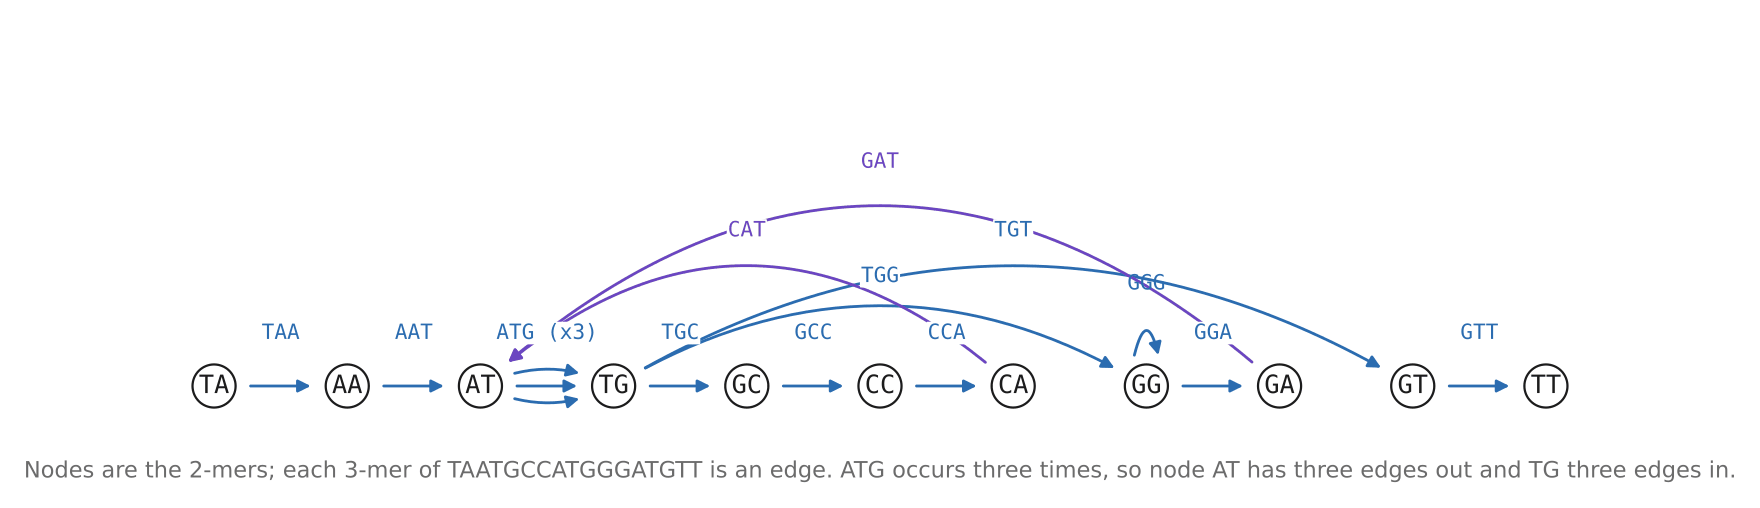 GAT
CAT TGT
TGG GGG
TAA AAT ATG (x3) TGC GCC CCA GGA GTT
TA AA AT TG GC CC CA GG GA GT TT
Nodes are the 2-mers; each 3-mer of TAATGCCATGGGATGTT is an edge. ATG occurs three times, so node AT has three edges out and TG three edges in.